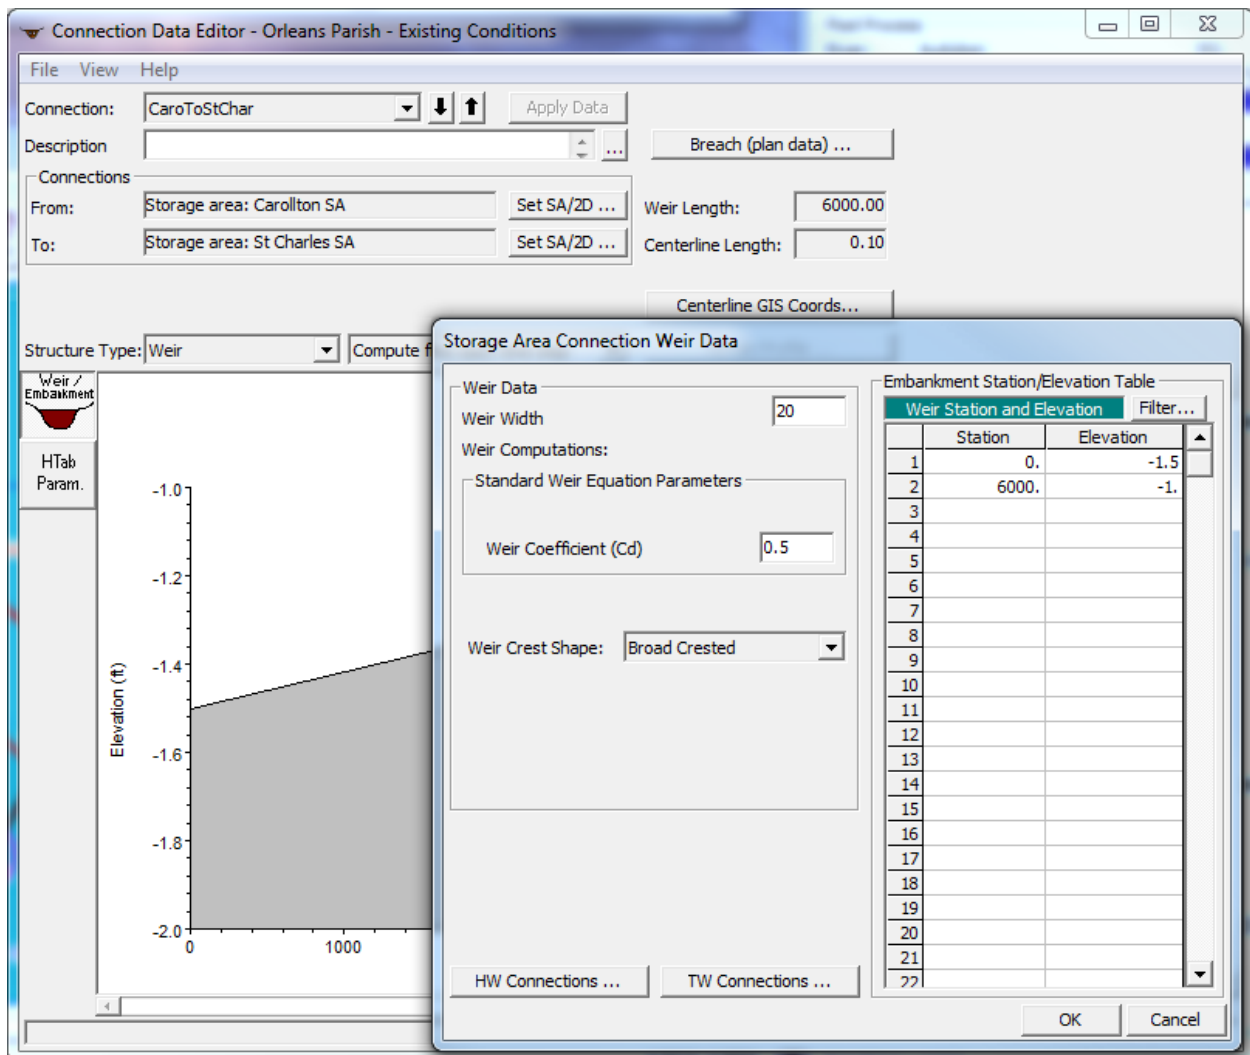 Connection Data Editor - Orleans Parish - Existing Conditions
File View Help
Connection: CaroToStChar Apply Data
Description ... Breach (plan data) ...
Connections
From: Storage area: Carollton SA Set SA/2D ... Weir Length: 6000.00
To: Storage area: St Charles SA Set SA/2D ... Centerline Length: 0.10
Centerline GIS Coords...
Structure Type: Weir Compute f
Weir / Embankment
HTab
Param.
Elevation (ft)
-1.0
-1.2
-1.4
-1.6
-1.8
-2.0
0 1000
Storage Area Connection Weir Data
Weir Data
Weir Width 20
Weir Computations:
Standard Weir Equation Parameters
Weir Coefficient (Cd) 0.5
Weir Crest Shape: Broad Crested
HW Connections ... TW Connections ...
Embankment Station/Elevation Table
Weir Station and Elevation Filter...
Station Elevation
1 0. -1.5
2 6000. -1.
3
4
5
6
7
8
9
10
11
12
13
14
15
16
17
18
19
20
21
22
OK Cancel